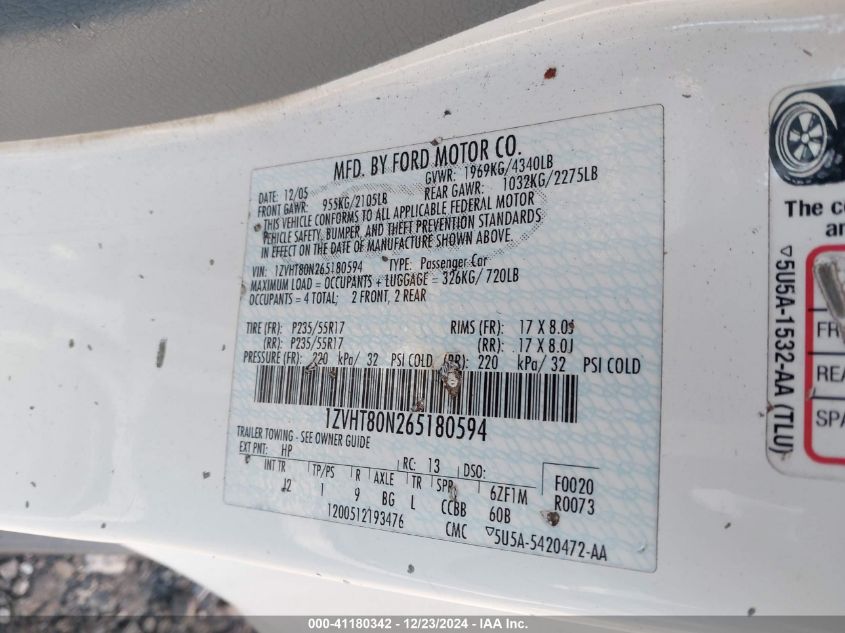 MFD. BY FORD MOTOR CO.
DATE: 12/05 GVWR: 1969KG/4340LB
FRONT GAWR: 955KG/2105LB REAR GAWR: 1032KG/2275LB
THIS VEHICLE CONFORMS TO ALL APPLICABLE FEDERAL MOTOR
VEHICLE SAFETY, BUMPER, AND THEFT PREVENTION STANDARDS
IN EFFECT ON THE DATE OF MANUFACTURE SHOWN ABOVE.
VIN: 1ZVHT80N265180594 TYPE: Passenger Car
MAXIMUM LOAD = OCCUPANTS + LUGGAGE = 326KG/ 720LB
OCCUPANTS = 4 TOTAL; 2 FRONT, 2 REAR
TIRE (FR): P235/55R17 RIMS (FR): 17 X 8.0J
(RR): P235/55R17 (RR): 17 X 8.0J
PRESSURE (FR): 220 kPa/ 32 PSI COLD (RR): 220 kPa/ 32 PSI COLD
1ZVHT80N265180594
TRAILER TOWING - SEE OWNER GUIDE
EXT PNT: HP RC: 13 DSO:
INT TR TP/PS R AXLE TR SPR 6ZF1M F0020
J2 1 9 BG L CCBB 60B R0073
1200512193476 CMC ▽5U5A-5420472-AA
The co
an
▽5U5A-1532-AA (TLU)
FR
REA
SPA
000-41180342 - 12/23/2024 - IAA Inc.